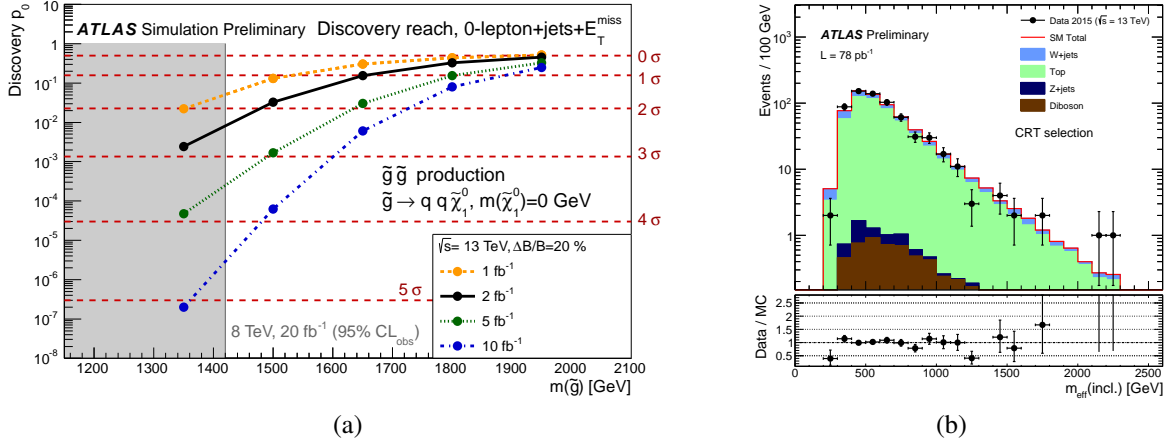 ATLAS Simulation Preliminary
Discovery reach, 0-lepton+jets+E_T^miss
Discovery p_0
10
1
10^-1
10^-2
10^-3
10^-4
10^-5
10^-6
10^-7
10^-8
0 σ
1 σ
2 σ
3 σ
4 σ
5 σ
g̃ g̃ production
g̃ → q q χ̃_1^0, m(χ̃_1^0)=0 GeV
√s= 13 TeV, ΔB/B=20 %
1 fb^-1
2 fb^-1
5 fb^-1
10 fb^-1
8 TeV, 20 fb^-1 (95% CL_obs)
1200 1300 1400 1500 1600 1700 1800 1900 2000 2100
m(g̃) [GeV]
(a)
Events / 100 GeV
10^4
10^3
10^2
10
1
ATLAS Preliminary
L = 78 pb^-1
Data 2015 (√s = 13 TeV)
SM Total
W+jets
Top
Z+jets
Diboson
CRT selection
Data / MC
2.5
2
1.5
1
0.5
0 500 1000 1500 2000 2500
m_eff(incl.) [GeV]
(b)